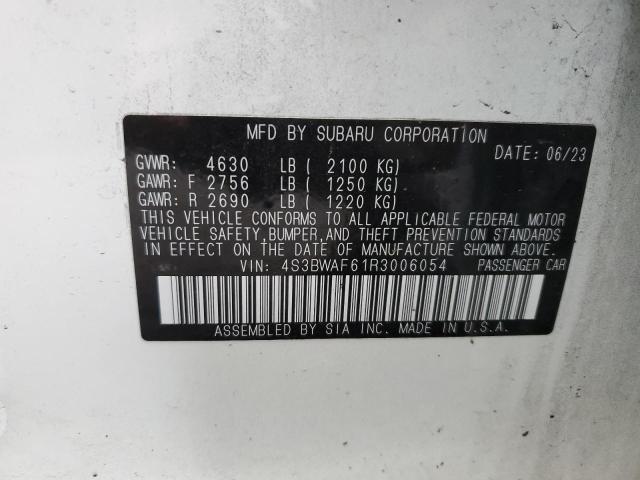 MFD BY SUBARU CORPORATION
DATE: 06/23
GVWR: 4630 LB ( 2100 KG)
GAWR: F 2756 LB ( 1250 KG)
GAWR: R 2690 LB ( 1220 KG)
THIS VEHICLE CONFORMS TO ALL APPLICABLE FEDERAL MOTOR
VEHICLE SAFETY, BUMPER, AND THEFT PREVENTION STANDARDS
IN EFFECT ON THE DATE OF MANUFACTURE SHOWN ABOVE.
VIN: 4S3BWAF61R3006054 PASSENGER CAR
ASSEMBLED BY SIA INC. MADE IN U.S.A.